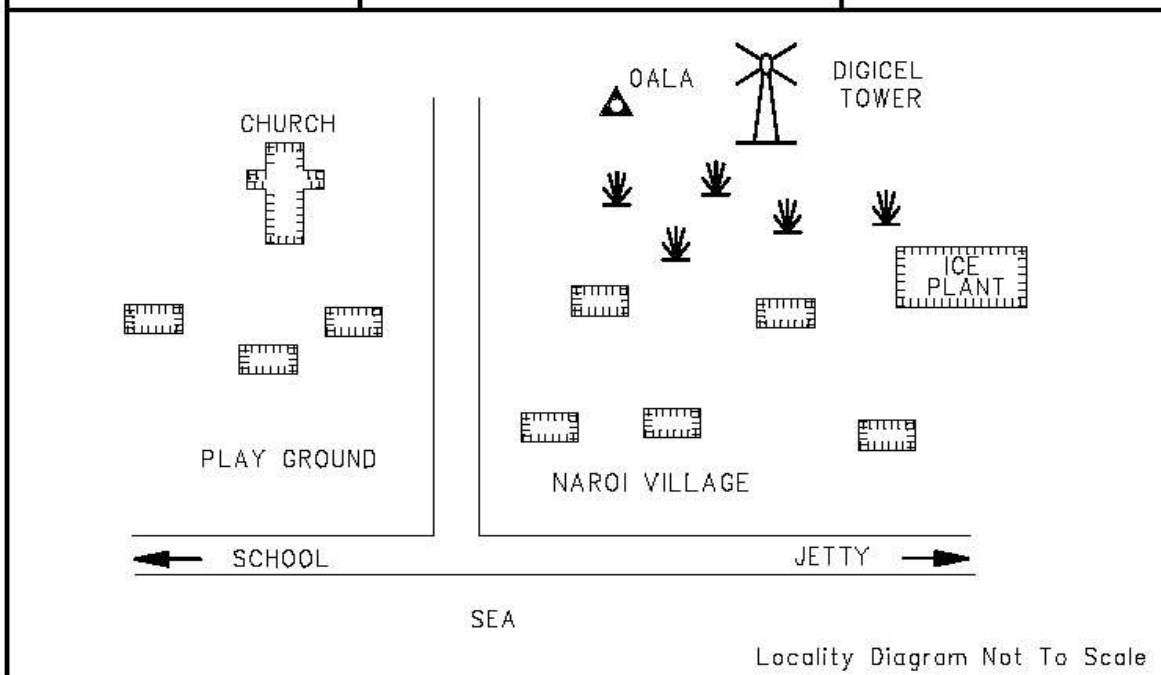 OALA
DIGICEL
TOWER
CHURCH
ICE
PLANT
PLAY GROUND
NAROI VILLAGE
SCHOOL
JETTY
SEA
Locality Diagram Not To Scale